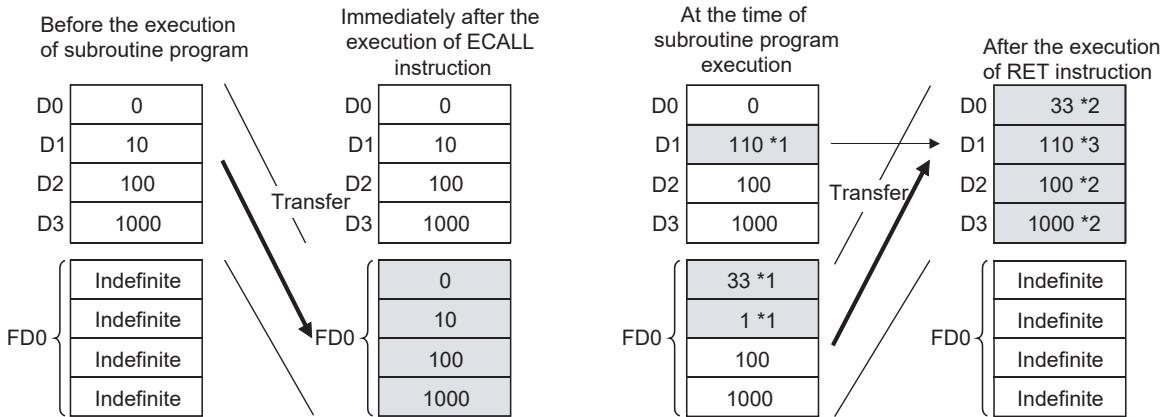 Before the execution
of subroutine program
D0 0
D1 10
D2 100
D3 1000
FD0
Indefinite
Indefinite
Indefinite
Indefinite
Transfer
Immediately after the
execution of ECALL
instruction
D0 0
D1 10
D2 100
D3 1000
FD0
0
10
100
1000
At the time of
subroutine program
execution
D0 0
D1 110 *1
D2 100
D3 1000
FD0
33 *1
1 *1
100
1000
Transfer
After the execution
of RET instruction
D0 33 *2
D1 110 *3
D2 100 *2
D3 1000 *2
FD0
Indefinite
Indefinite
Indefinite
Indefinite